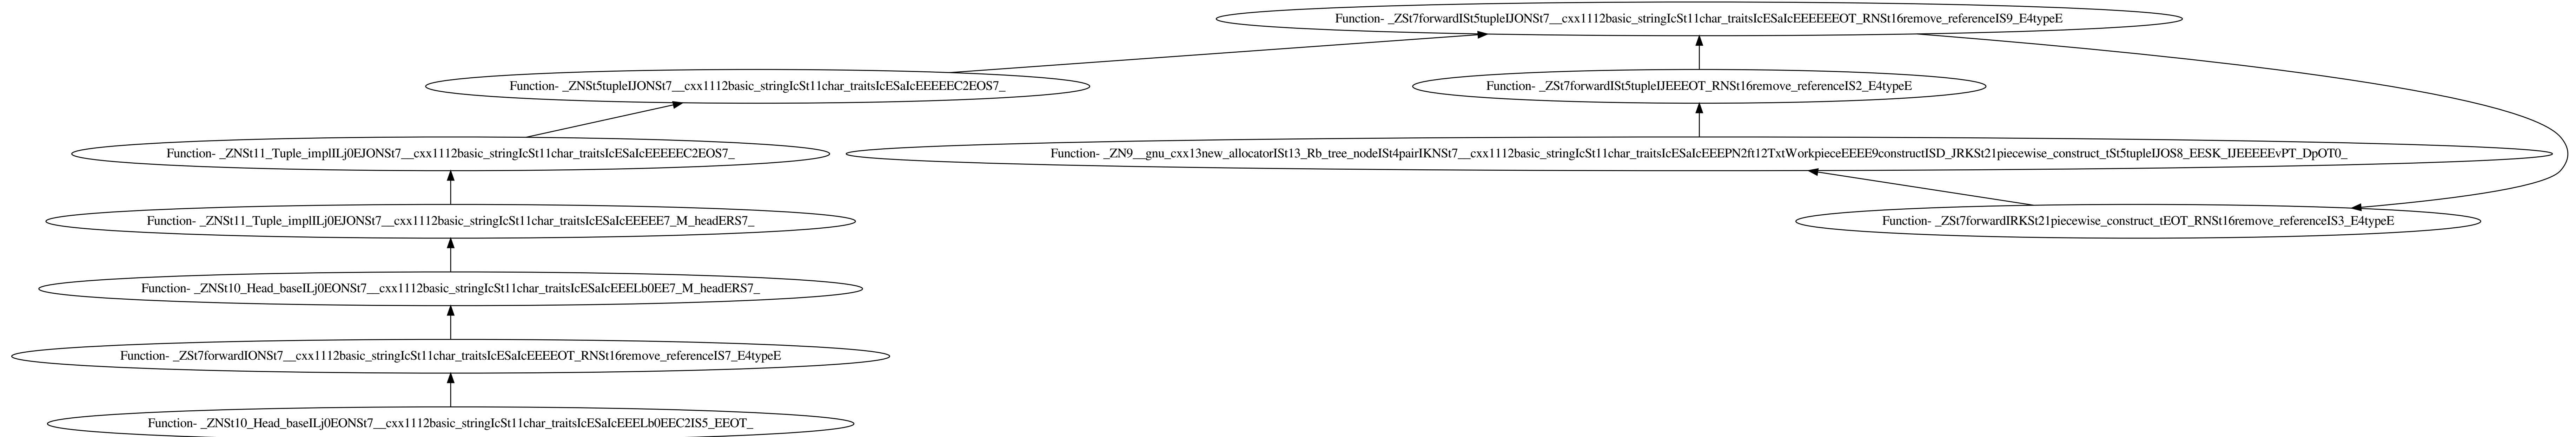 Function- _ZSt7forwardISt5tupleIJONSt7__cxx1112basic_stringIcSt11char_traitsIcESaIcEEEEEEOT_RNSt16remove_referenceIS9_E4typeE
Function- _ZNSt5tupleIJONSt7__cxx1112basic_stringIcSt11char_traitsIcESaIcEEEEEC2EOS7_
Function- _ZSt7forwardISt5tupleIJEEEOT_RNSt16remove_referenceIS2_E4typeE
Function- _ZNSt11_Tuple_implILj0EJONSt7__cxx1112basic_stringIcSt11char_traitsIcESaIcEEEEEC2EOS7_
Function- _ZN9__gnu_cxx13new_allocatorISt13_Rb_tree_nodeISt4pairIKNSt7__cxx1112basic_stringIcSt11char_traitsIcESaIcEEEPN2ft12TxtWorkpieceEEEE9constructISD_JRKSt21piecewise_construct_tSt5tupleIJOS8_EESK_IJEEEEEvPT_DpOT0_
Function- _ZNSt11_Tuple_implILj0EJONSt7__cxx1112basic_stringIcSt11char_traitsIcESaIcEEEEE7_M_headERS7_
Function- _ZSt7forwardIRKSt21piecewise_construct_tEOT_RNSt16remove_referenceIS3_E4typeE
Function- _ZNSt10_Head_baseILj0EONSt7__cxx1112basic_stringIcSt11char_traitsIcESaIcEEELb0EE7_M_headERS7_
Function- _ZSt7forwardIONSt7__cxx1112basic_stringIcSt11char_traitsIcESaIcEEEEOT_RNSt16remove_referenceIS7_E4typeE
Function- _ZNSt10_Head_baseILj0EONSt7__cxx1112basic_stringIcSt11char_traitsIcESaIcEEELb0EEC2IS5_EEOT_